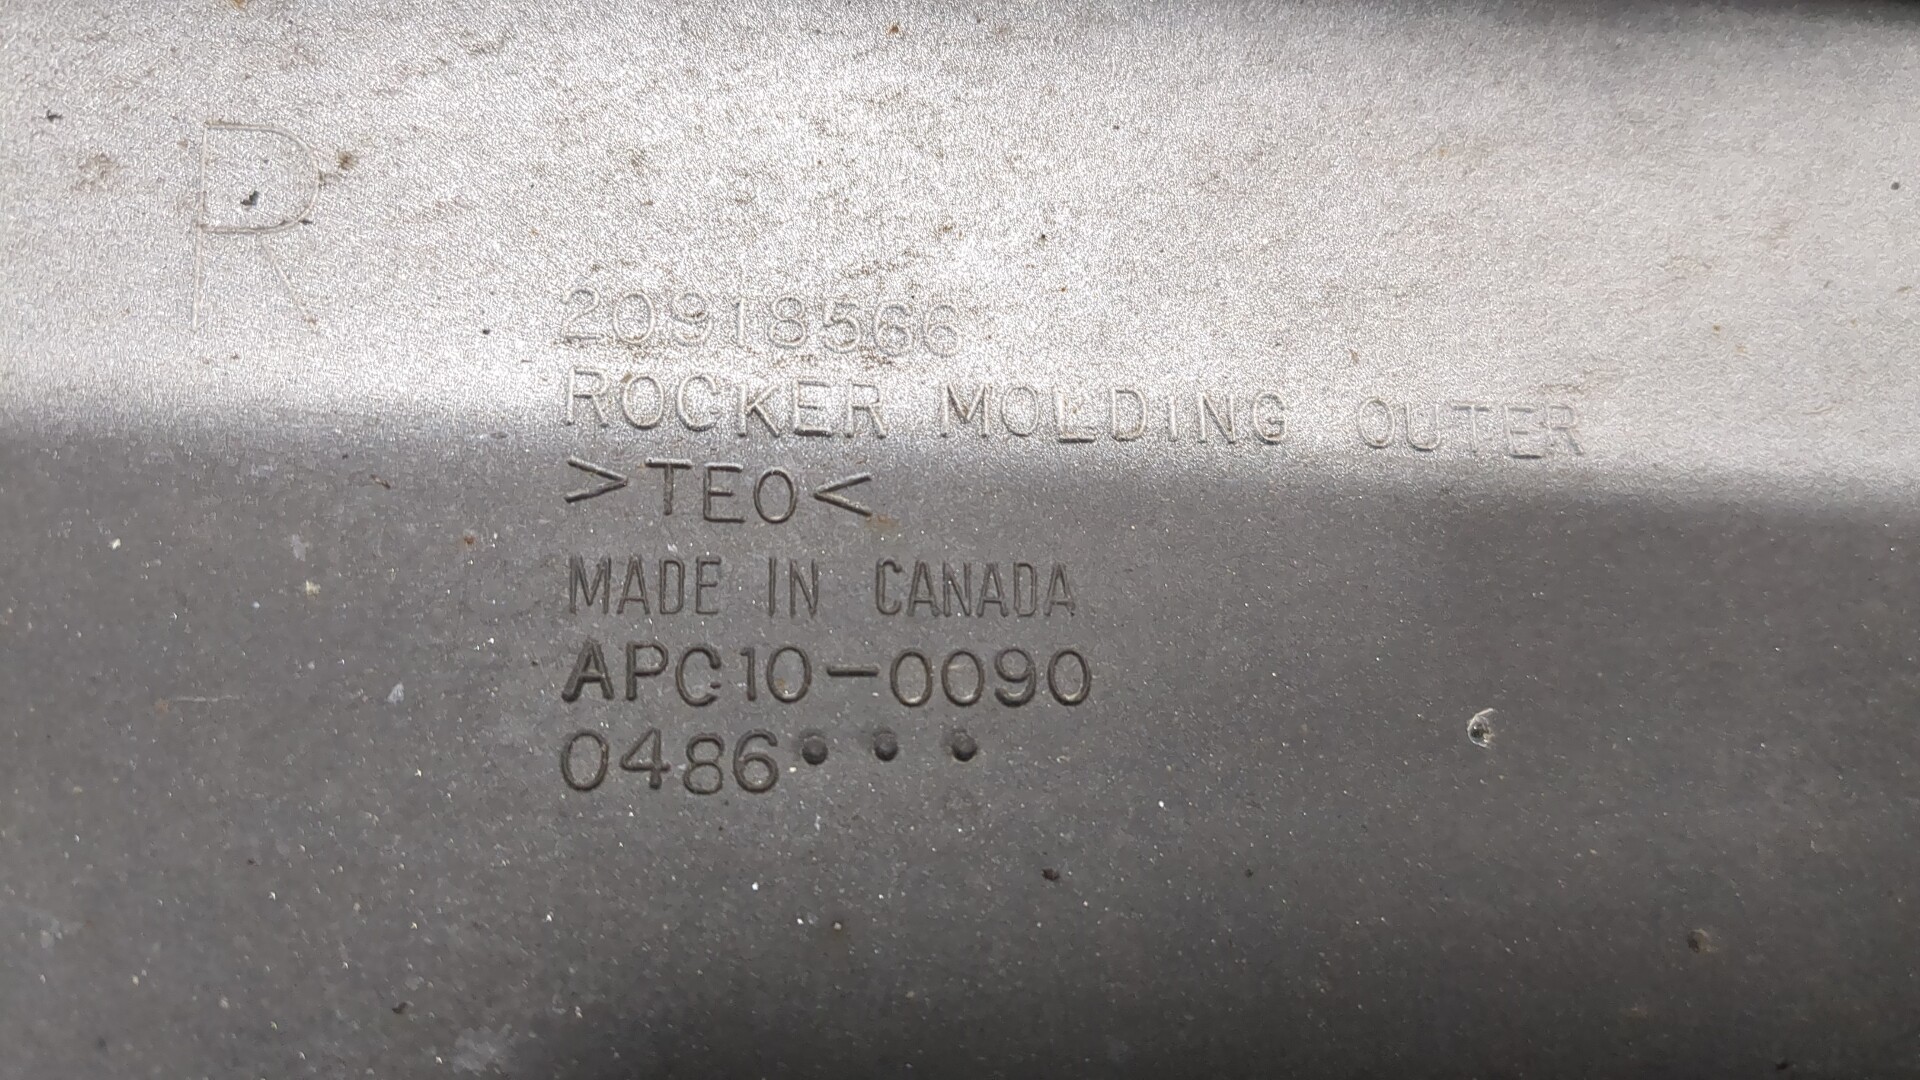 R
20918566
ROCKER MOLDING OUTER
>TEO<
MADE IN CANADA
APC10-0090
0486•••